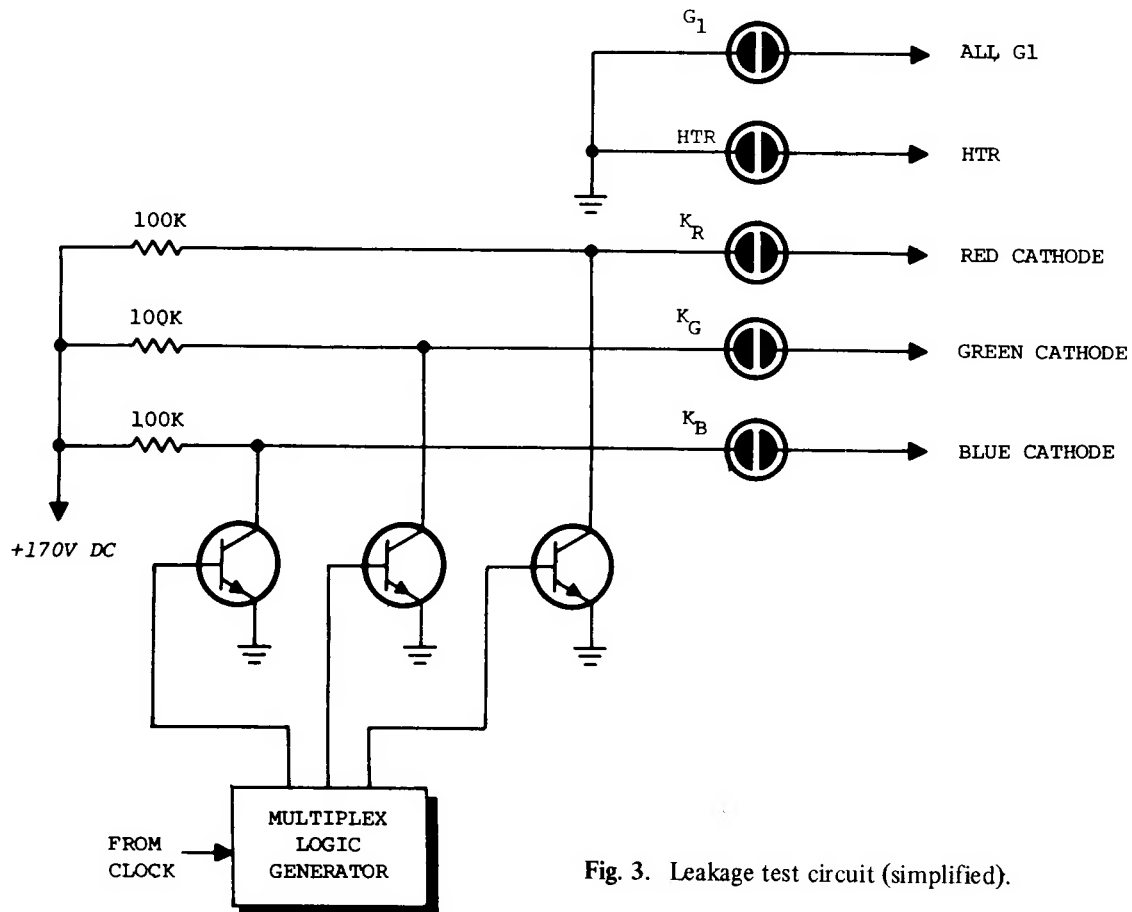 G1
ALL G1
HTR
HTR
100K
KR
RED CATHODE
100K
KG
GREEN CATHODE
100K
KB
BLUE CATHODE
+170V DC
MULTIPLEX
LOGIC
GENERATOR
FROM
CLOCK
Fig. 3. Leakage test circuit (simplified).